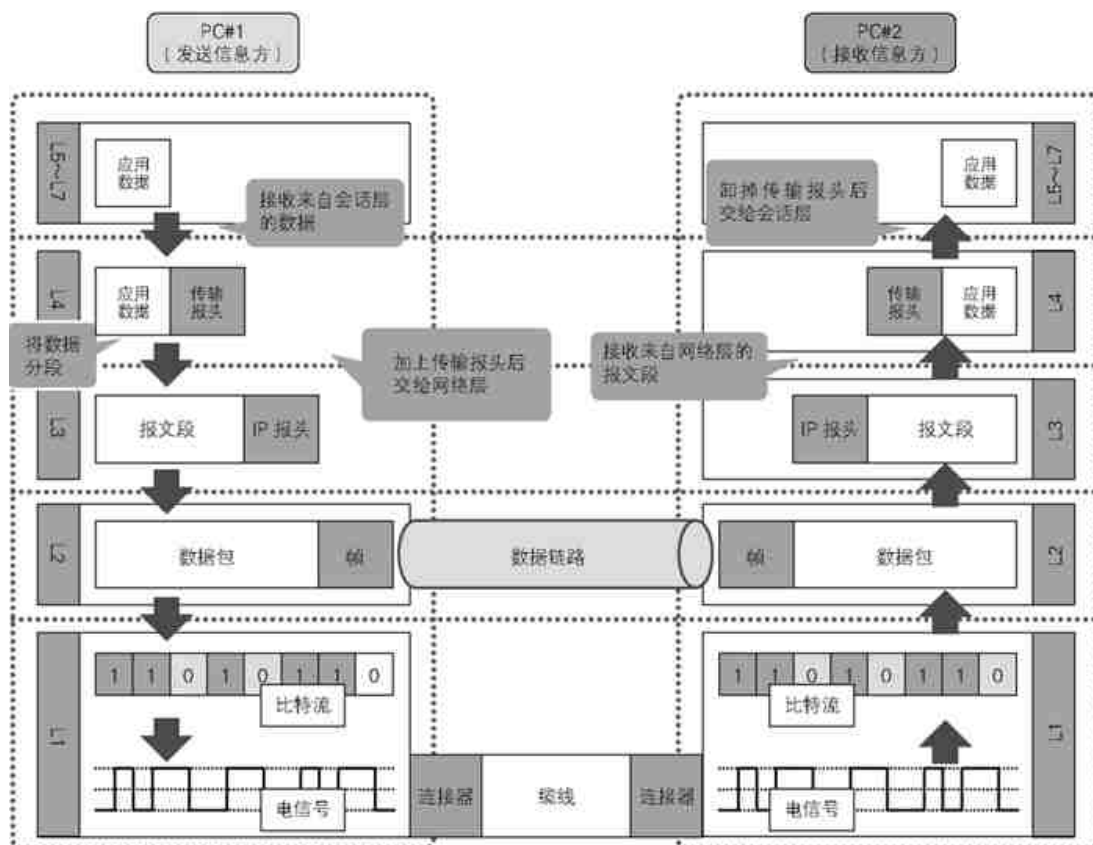 PC#1
（发送信息方）
PC#2
（接收信息方）
L5～L7
应用
数据
接收来自会话层
的数据
卸掉传输报头后
交给会话层
应用
数据
L5～L7
L4
应用
数据
传输
报头
将数据
分段
加上传输报头后
交给网络层
接收来自网络层的
报文段
传输
报头
应用
数据
L4
L3
报文段
IP 报头
IP 报头
报文段
L3
L2
数据包
帧
数据链路
帧
数据包
L2
L1
1 1 0 1 0 1 1 0
比特流
电信号
连接器
缆线
连接器
1 1 0 1 0 1 1 0
比特流
电信号
L1